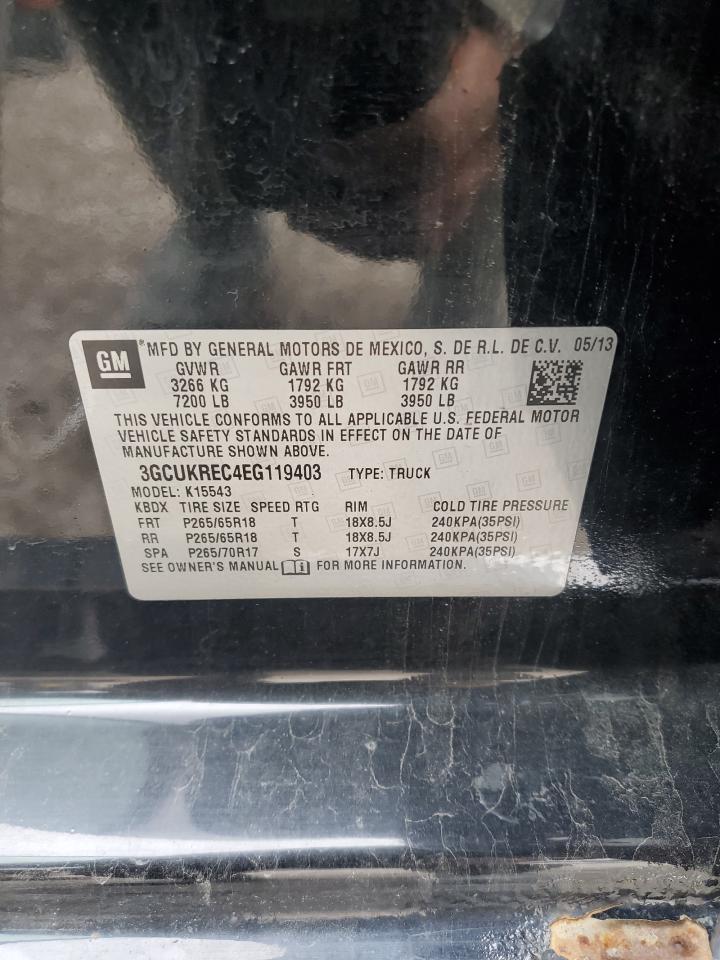 GM ® MFD BY GENERAL MOTORS DE MEXICO, S. DE R.L. DE C.V. 05/13
GVWR GAWR FRT GAWR RR
3266 KG 1792 KG 1792 KG
7200 LB 3950 LB 3950 LB
THIS VEHICLE CONFORMS TO ALL APPLICABLE U.S. FEDERAL MOTOR
VEHICLE SAFETY STANDARDS IN EFFECT ON THE DATE OF
MANUFACTURE SHOWN ABOVE.
3GCUKREC4EG119403 TYPE: TRUCK
MODEL: K15543
KBDX TIRE SIZE SPEED RTG RIM COLD TIRE PRESSURE
FRT P265/65R18 T 18X8.5J 240KPA(35PSI)
RR P265/65R18 T 18X8.5J 240KPA(35PSI)
SPA P265/70R17 S 17X7J 240KPA(35PSI)
SEE OWNER'S MANUAL FOR MORE INFORMATION.